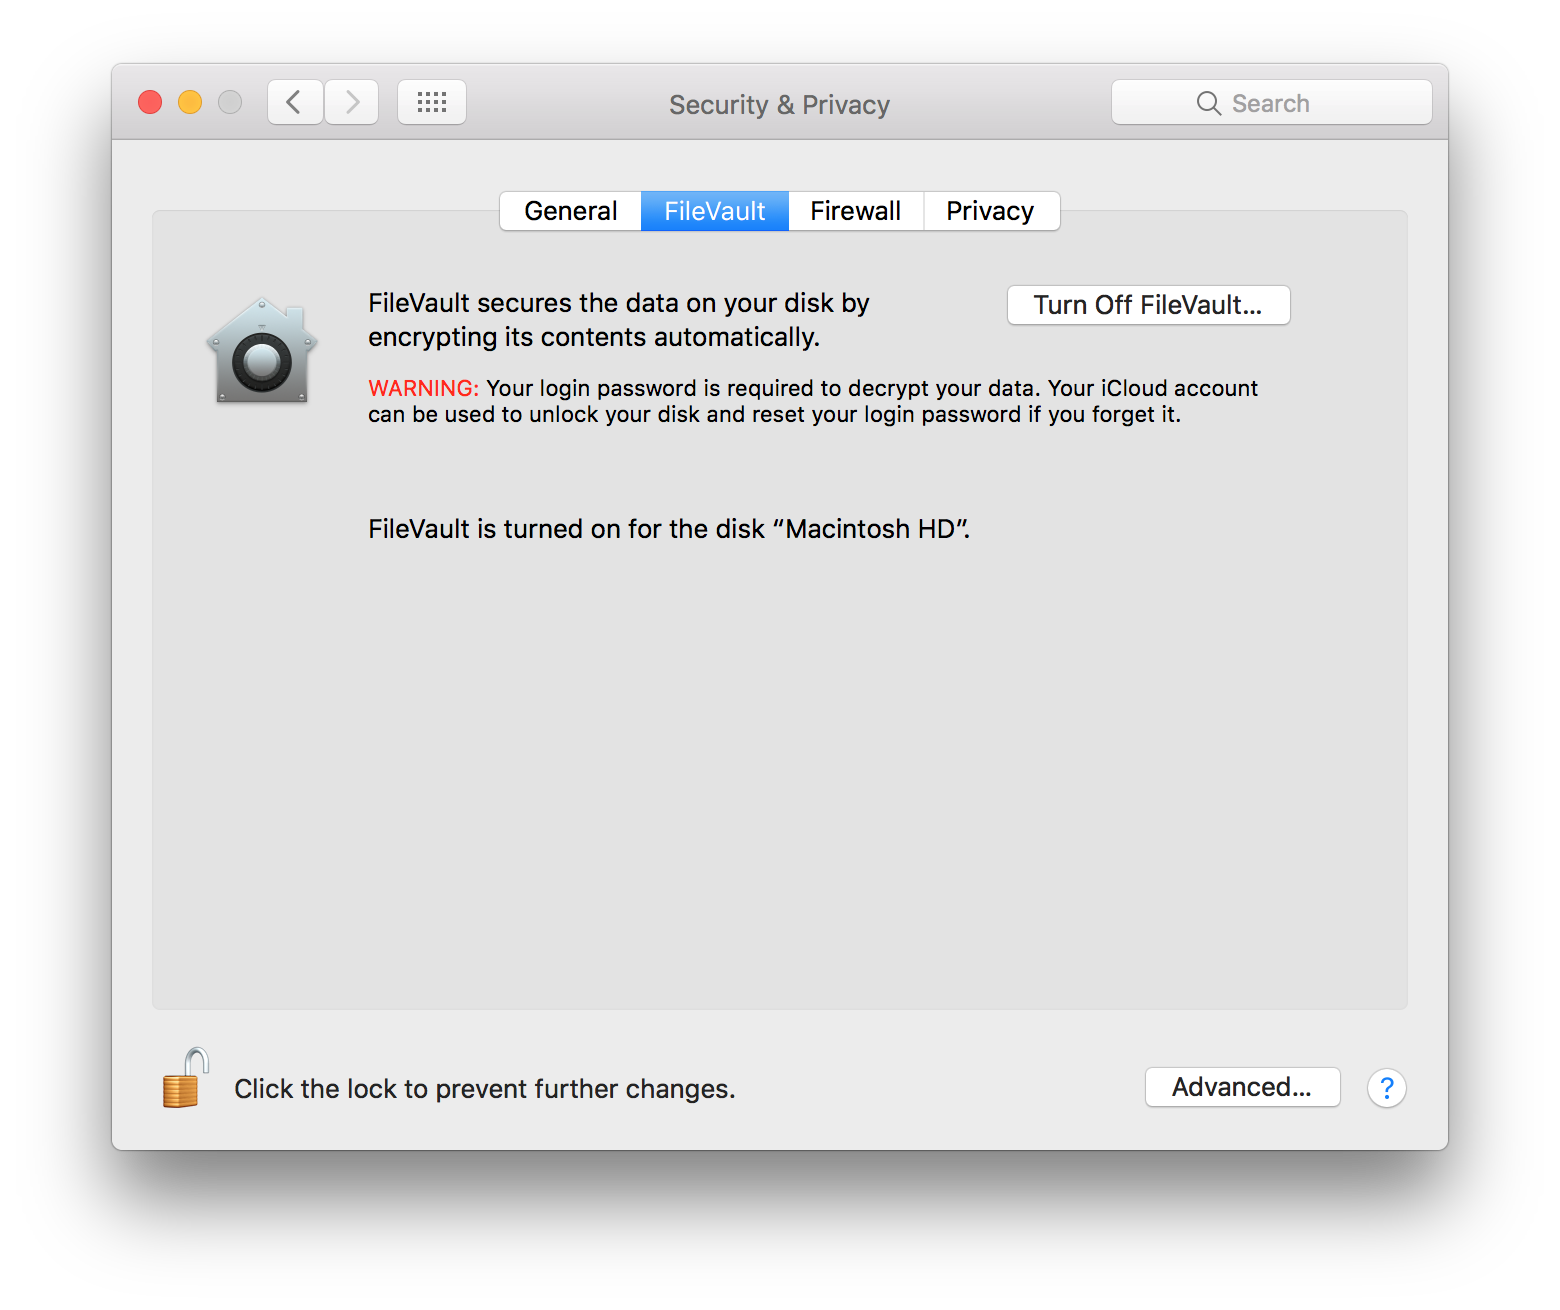 Security & Privacy
Search
General
FileVault
Firewall
Privacy
FileVault secures the data on your disk by
encrypting its contents automatically.
Turn Off FileVault...
WARNING: Your login password is required to decrypt your data. Your iCloud account
can be used to unlock your disk and reset your login password if you forget it.
FileVault is turned on for the disk “Macintosh HD”.
Click the lock to prevent further changes.
Advanced...
?